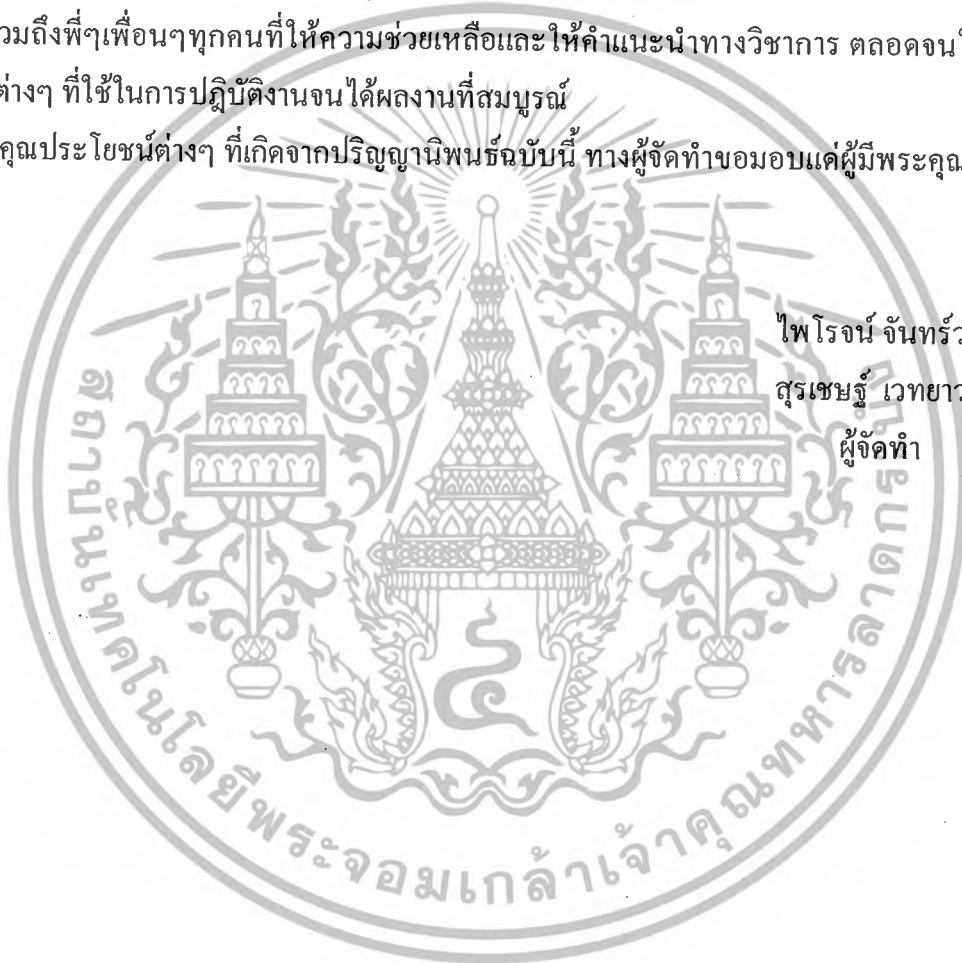 วมถึงพี่ๆเพื่อนๆทุกคนที่ให้ความช่วยเหลือและให้คำแนะนำทางวิชาการ ตลอดจน
ต่างๆ ที่ใช้ในการปฎิบัติงานจนได้ผลงานที่สมบูรณ์
คุณประโยชน์ต่างๆ ที่เกิดจากปริญญานิพนธ์ฉบับนี้ ทางผู้จัดทำขอมอบแด่ผู้มีพระคุณ
ไพโรจน์ จันทร์ว
สุรเชษฐ์ เวทยาว
ผู้จัดทำ
สถาบันเทคโนโลยีพระจอมเกล้าเจ้าคุณทหารลาดกระบัง
๔